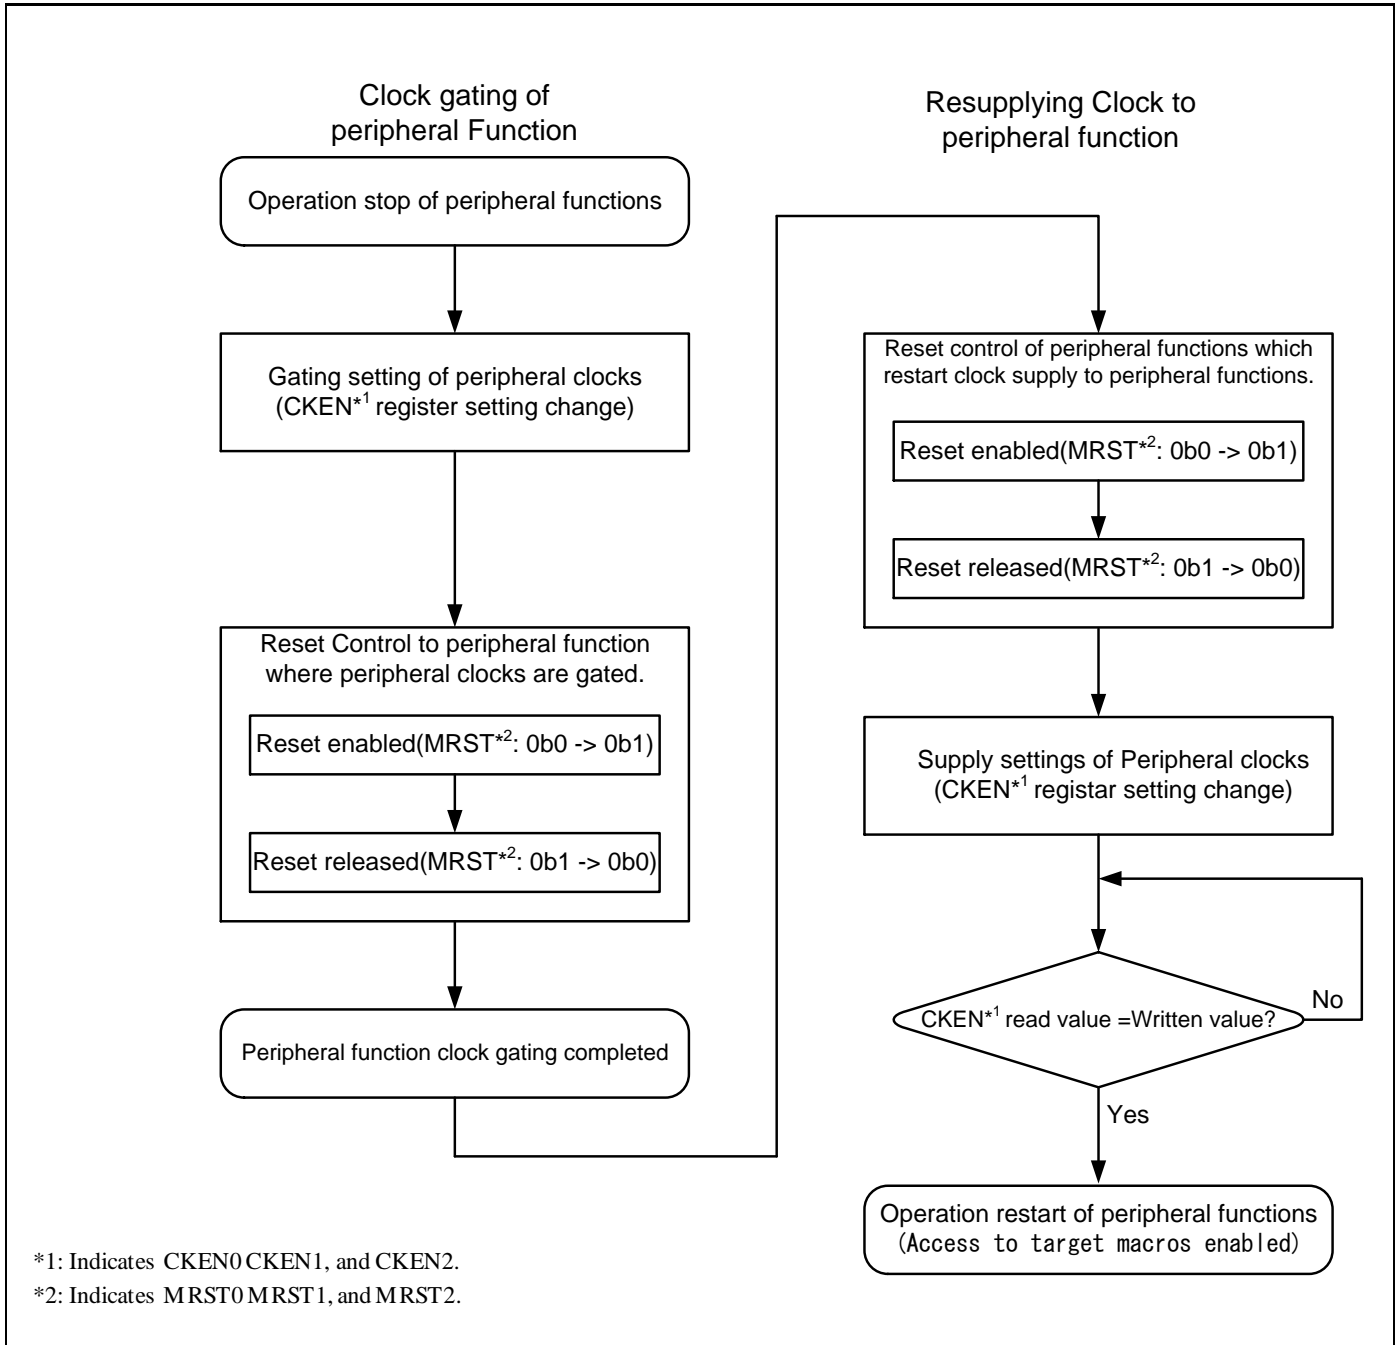 Clock gating of
peripheral Function
Operation stop of peripheral functions
Gating setting of peripheral clocks
(CKEN*1 register setting change)
Reset Control to peripheral function
where peripheral clocks are gated.
Reset enabled(MRST*2: 0b0 -> 0b1)
Reset released(MRST*2: 0b1 -> 0b0)
Peripheral function clock gating completed
Resupplying Clock to
peripheral function
Reset control of peripheral functions which
restart clock supply to peripheral functions.
Reset enabled(MRST*2: 0b0 -> 0b1)
Reset released(MRST*2: 0b1 -> 0b0)
Supply settings of Peripheral clocks
(CKEN*1 registar setting change)
CKEN*1 read value =Written value?
No
Yes
Operation restart of peripheral functions
(Access to target macros enabled)
*1: Indicates CKEN0 CKEN1, and CKEN2.
*2: Indicates MRST0 MRST1, and MRST2.